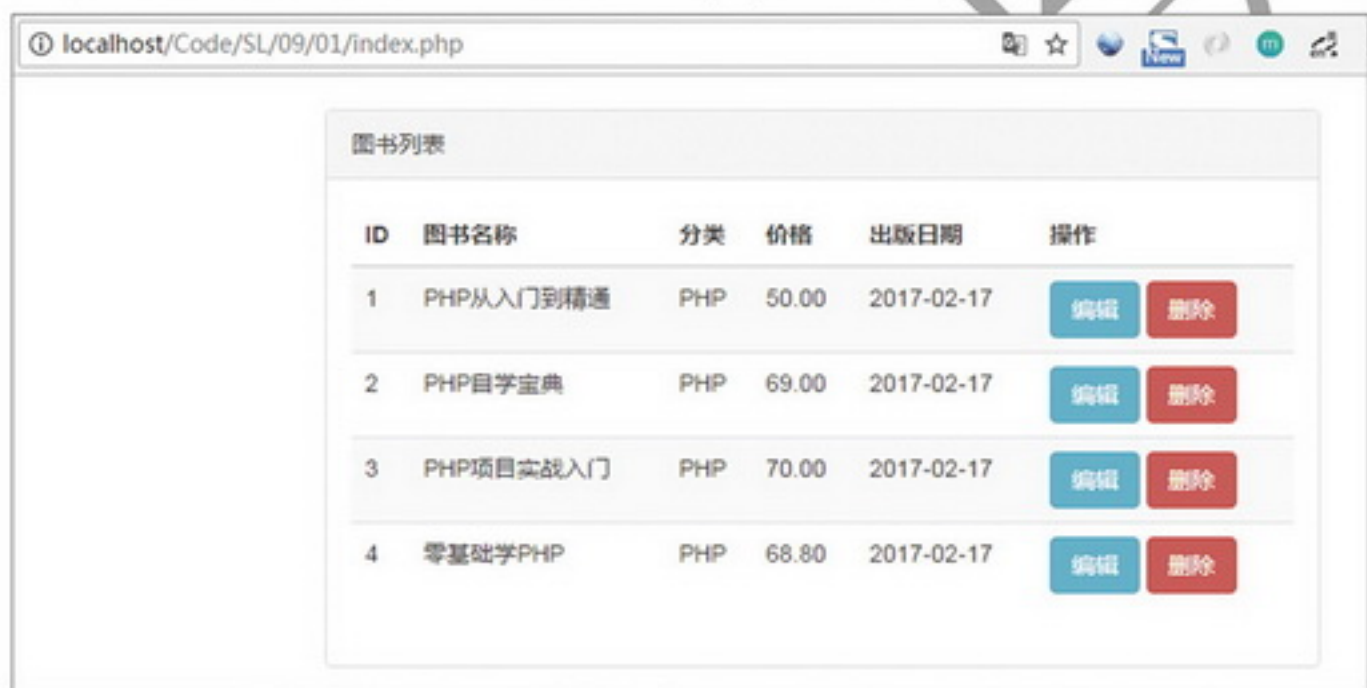 localhost/Code/SL/09/01/index.php
New
m
图书列表
ID 图书名称 分类 价格 出版日期 操作
1 PHP从入门到精通 PHP 50.00 2017-02-17 编辑 删除
2 PHP自学宝典 PHP 69.00 2017-02-17 编辑 删除
3 PHP项目实战入门 PHP 70.00 2017-02-17 编辑 删除
4 零基础学PHP PHP 68.80 2017-02-17 编辑 删除